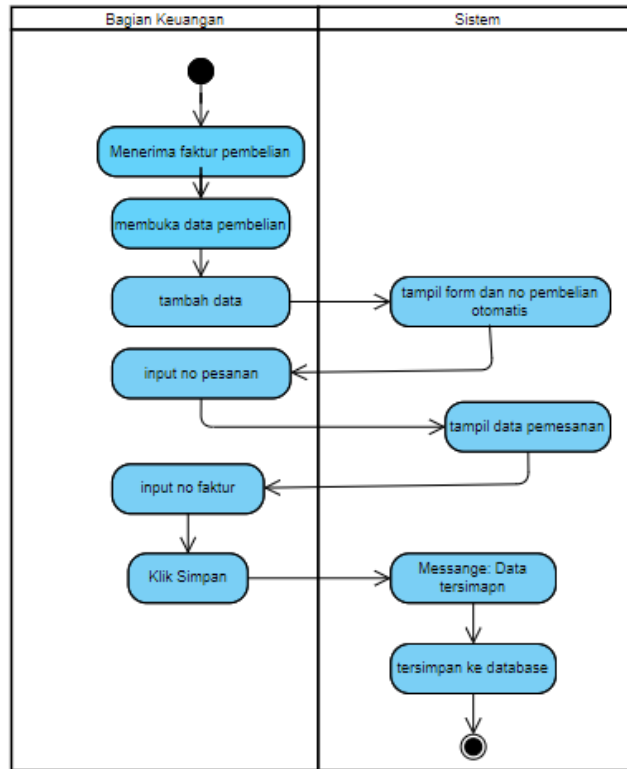 Bagian Keuangan
Sistem
Menerima faktur pembelian
membuka data pembelian
tambah data
tampil form dan no pembelian
otomatis
input no pesanan
tampil data pemesanan
input no faktur
Klik Simpan
Messange: Data
tersimapn
tersimpan ke database